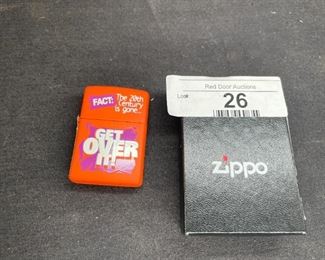 FACT: The 20th
Century
is gone...
GET
OVER
IT!
Red Door Auctions
Lot#
26
zippo